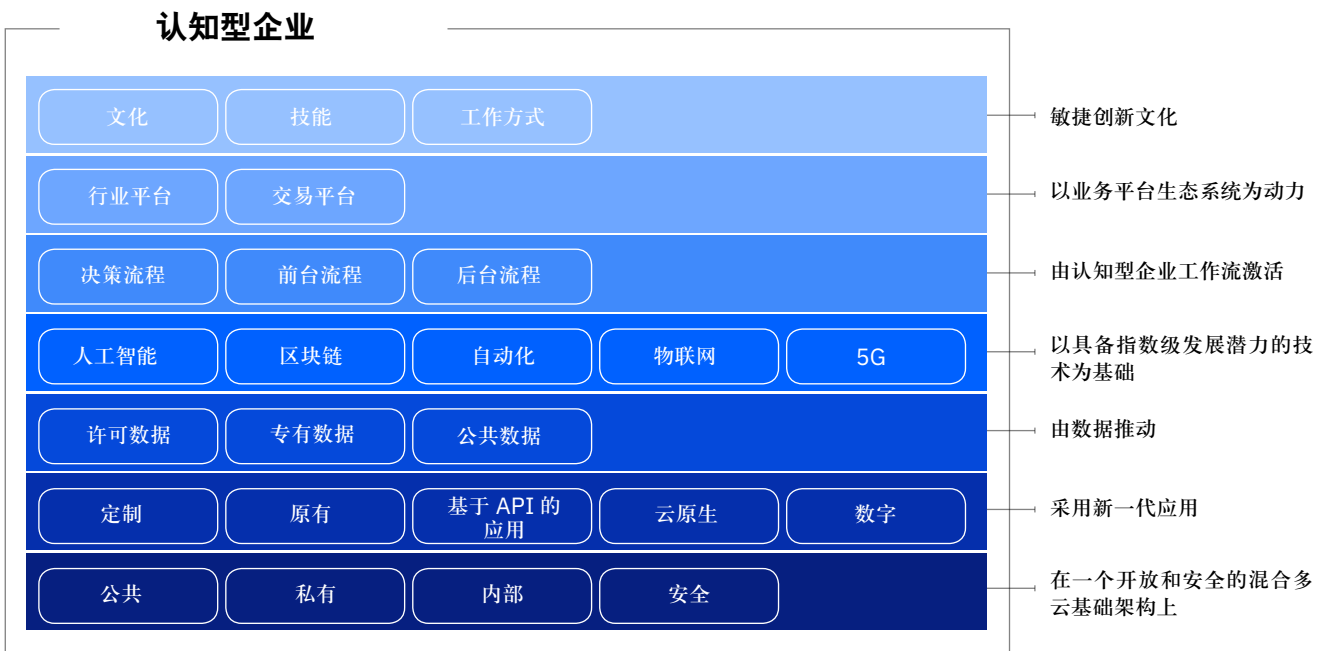 认知型企业
文化
技能
工作方式
敏捷创新文化
行业平台
交易平台
以业务平台生态系统为动力
决策流程
前台流程
后台流程
由认知型企业工作流激活
人工智能
区块链
自动化
物联网
5G
以具备指数级发展潜力的技
术为基础
许可数据
专有数据
公共数据
由数据推动
定制
原有
基于 API 的
应用
云原生
数字
采用新一代应用
公共
私有
内部
安全
在一个开放和安全的混合多
云基础架构上